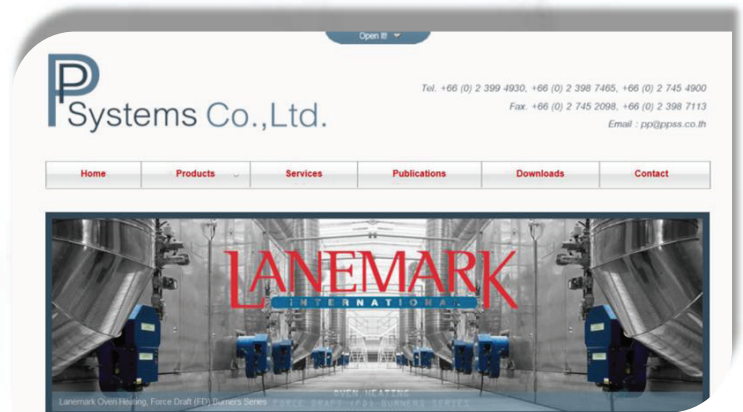 Open It!
PP
Systems Co.,Ltd.
Tel. +66 (0) 2 399 4930, +66 (0) 2 398 7465, +66 (0) 2 745 4900
Fax. +66 (0) 2 745 2098, +66 (0) 2 398 7113
Email : pp@ppss.co.th
Home Products Services Publications Downloads Contact
LANEMARK
INTERNATIONAL
OVEN HEATING
FORCE DRAFT (FD) BURNERS SERIES
Lanemark Oven Heating, Force Draft (FD) Burners Series